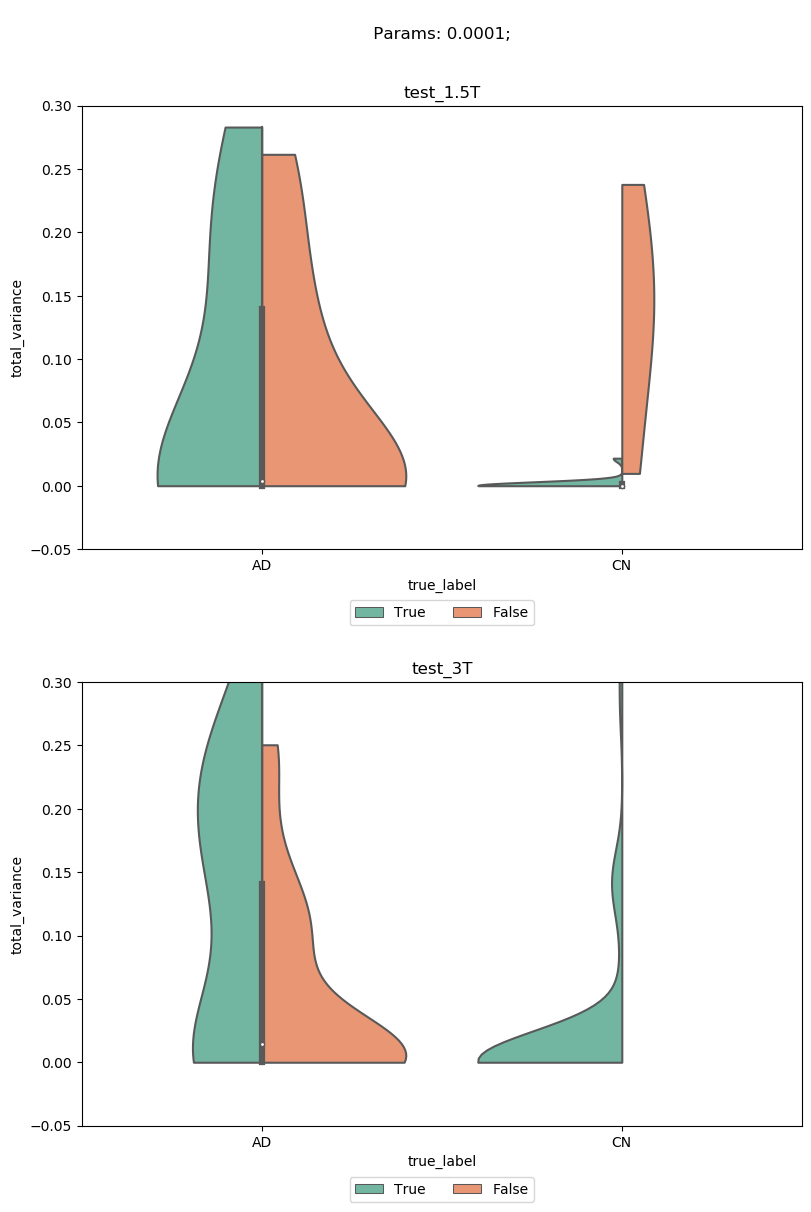 Params: 0.0001;
test_1.5T
0.30
0.25
0.20
0.15
0.10
0.05
0.00
−0.05
total_variance
AD CN
true_label
True False
test_3T
0.30
0.25
0.20
0.15
0.10
0.05
0.00
−0.05
total_variance
AD CN
true_label
True False